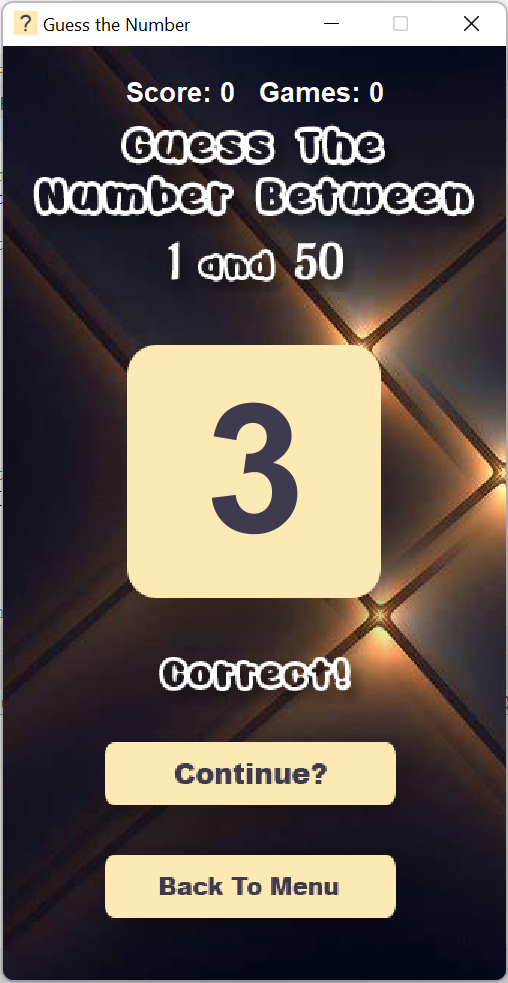 ? Guess the Number
Score: 0 Games: 0
Guess The
Number Between
1 and 50
3
Correct!
Continue?
Back To Menu